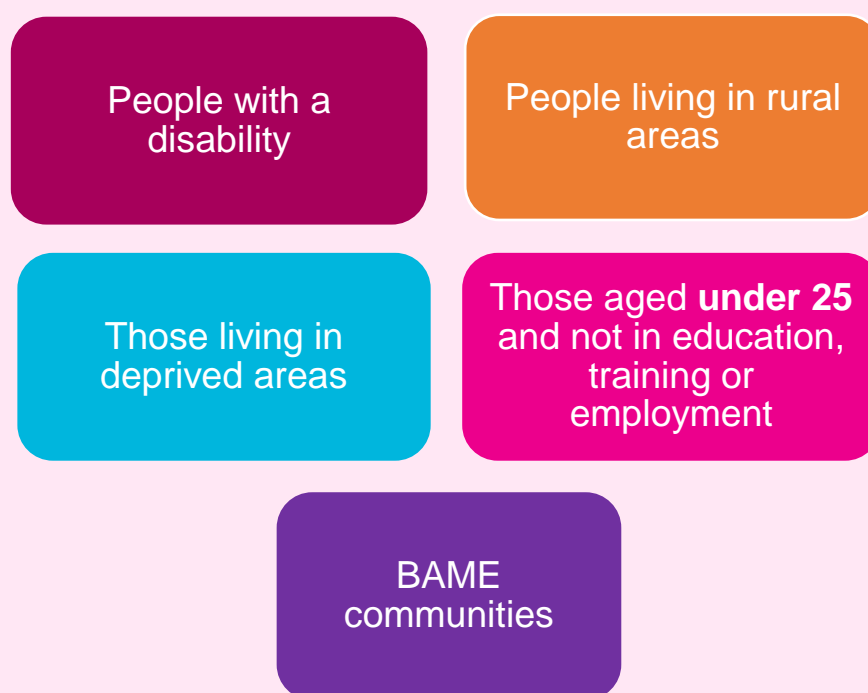 People with a
disability
People living in rural
areas
Those living in
deprived areas
Those aged under 25
and not in education,
training or
employment
BAME
communities